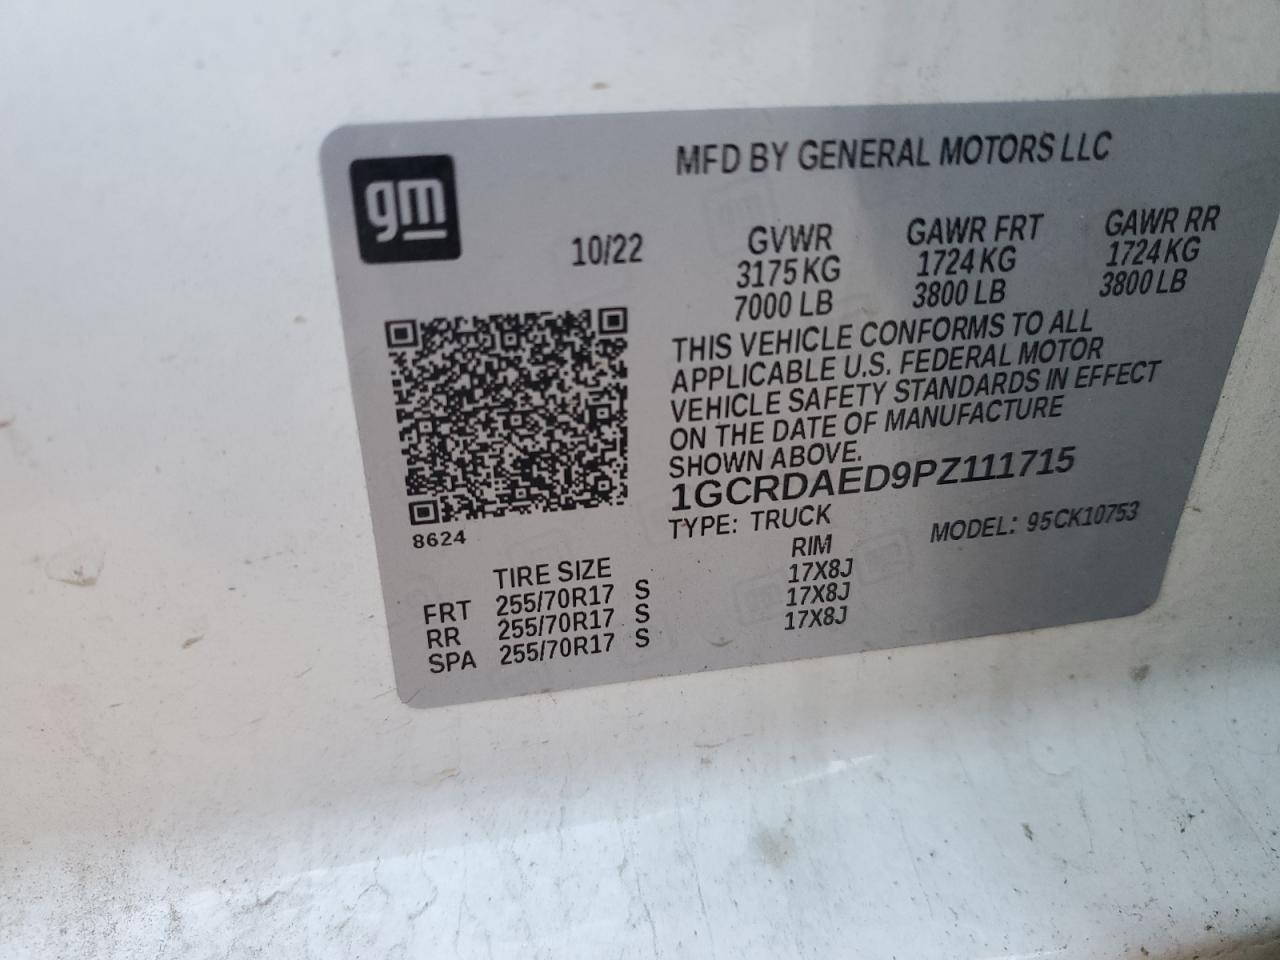 gm
MFD BY GENERAL MOTORS LLC
10/22
GVWR GAWR FRT GAWR RR
3175 KG 1724 KG 1724 KG
7000 LB 3800 LB 3800 LB
THIS VEHICLE CONFORMS TO ALL
APPLICABLE U.S. FEDERAL MOTOR
VEHICLE SAFETY STANDARDS IN EFFECT
ON THE DATE OF MANUFACTURE
SHOWN ABOVE.
1GCRDAED9PZ111715
TYPE: TRUCK MODEL: 95CK10753
8624
TIRE SIZE RIM
FRT 255/70R17 S 17X8J
RR 255/70R17 S 17X8J
SPA 255/70R17 S 17X8J